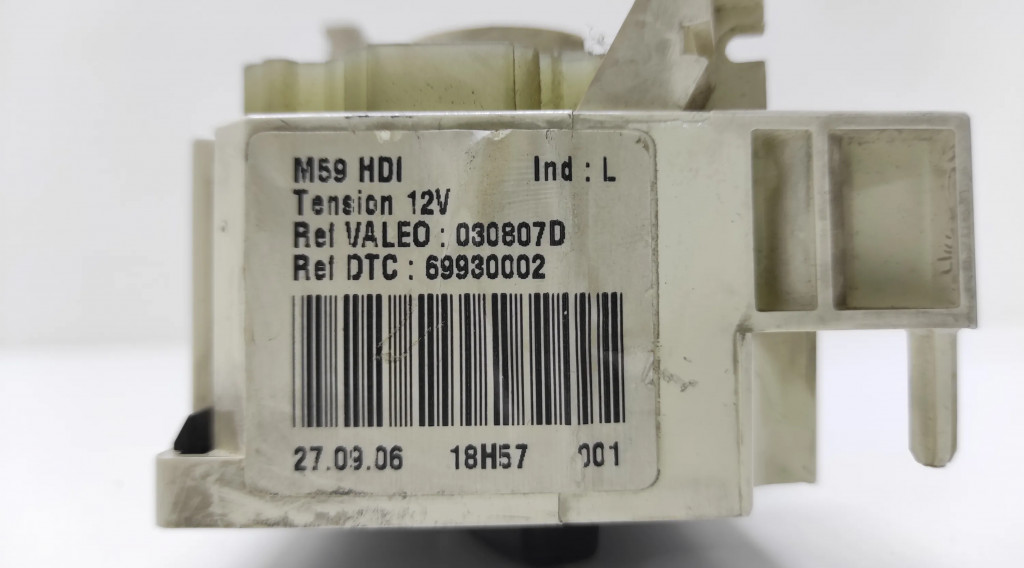 M59 HDI Ind : L
Tension 12V
Ref VALEO : 030807D
Ref DTC : 69930002
27.09.06 18H57 001